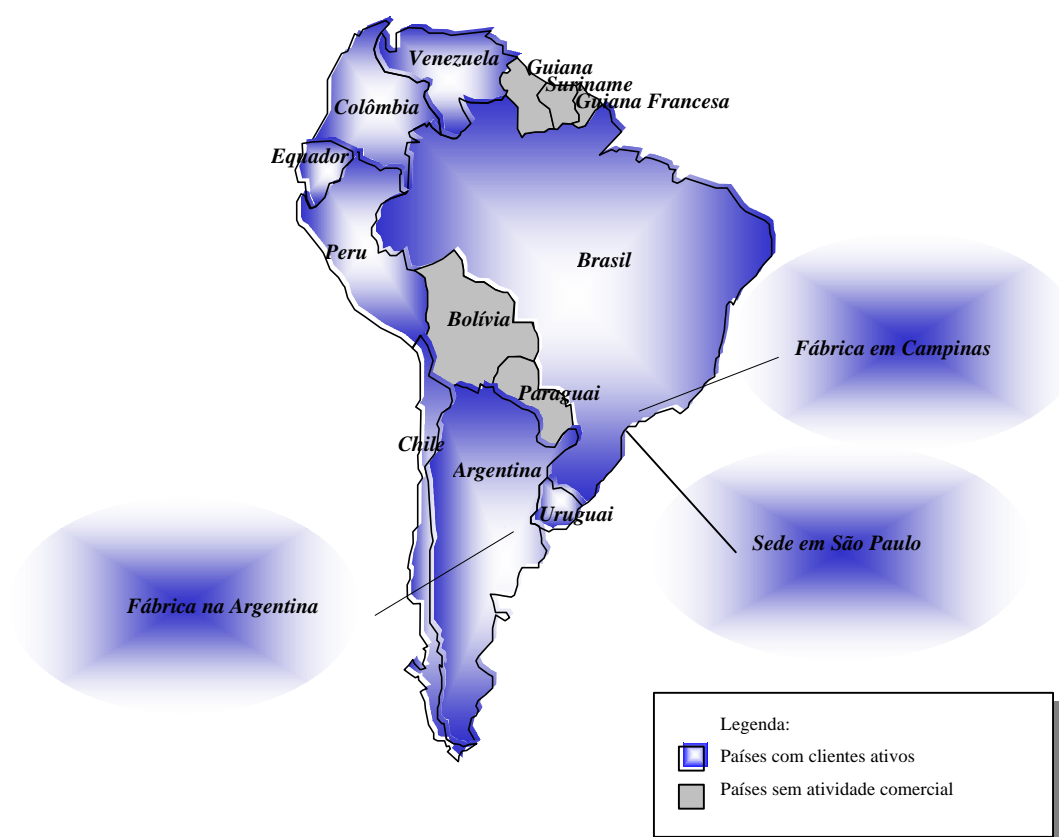 Venezuela
Guiana
Suriname
Guiana Francesa
Colômbia
Equador
Peru
Brasil
Bolívia
Fábrica em Campinas
Paraguai
Chile
Argentina
Uruguai
Sede em São Paulo
Fábrica na Argentina
Legenda:
Países com clientes ativos
Países sem atividade comercial